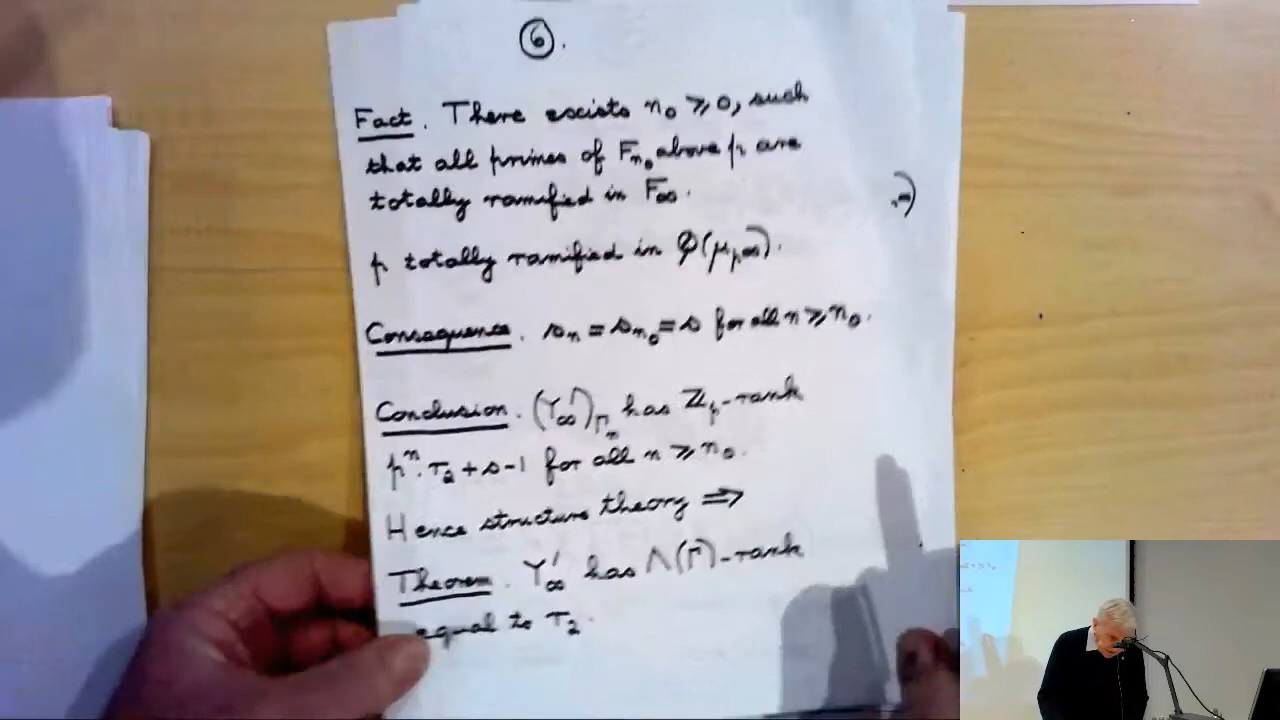 ⑥.
Fact. There exists n₀ ⩾ 0, such
that all primes of F_{n₀} above p are
totally ramified in F_∞.
p totally ramified in ℚ(μ_{p^∞}).
Consequence. s_n = s_{n₀} = s for all n ⩾ n₀.
Conclusion. (Y'_∞)_{Γ_n} has ℤ_p-rank
pⁿ.r₂ + s-1 for all n ⩾ n₀.
Hence structure theory ⇒
Theorem. Y'_∞ has Λ(Γ)-rank
equal to r₂.